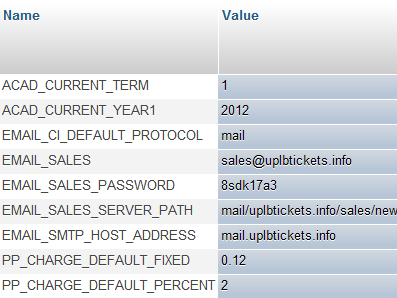 Name Value
ACAD_CURRENT_TERM 1
ACAD_CURRENT_YEAR1 2012
EMAIL_CI_DEFAULT_PROTOCOL mail
EMAIL_SALES sales@uplbtickets.info
EMAIL_SALES_PASSWORD 8sdk17a3
EMAIL_SALES_SERVER_PATH mail/uplbtickets.info/sales/new
EMAIL_SMTP_HOST_ADDRESS mail.uplbtickets.info
PP_CHARGE_DEFAULT_FIXED 0.12
PP_CHARGE_DEFAULT_PERCENT 2